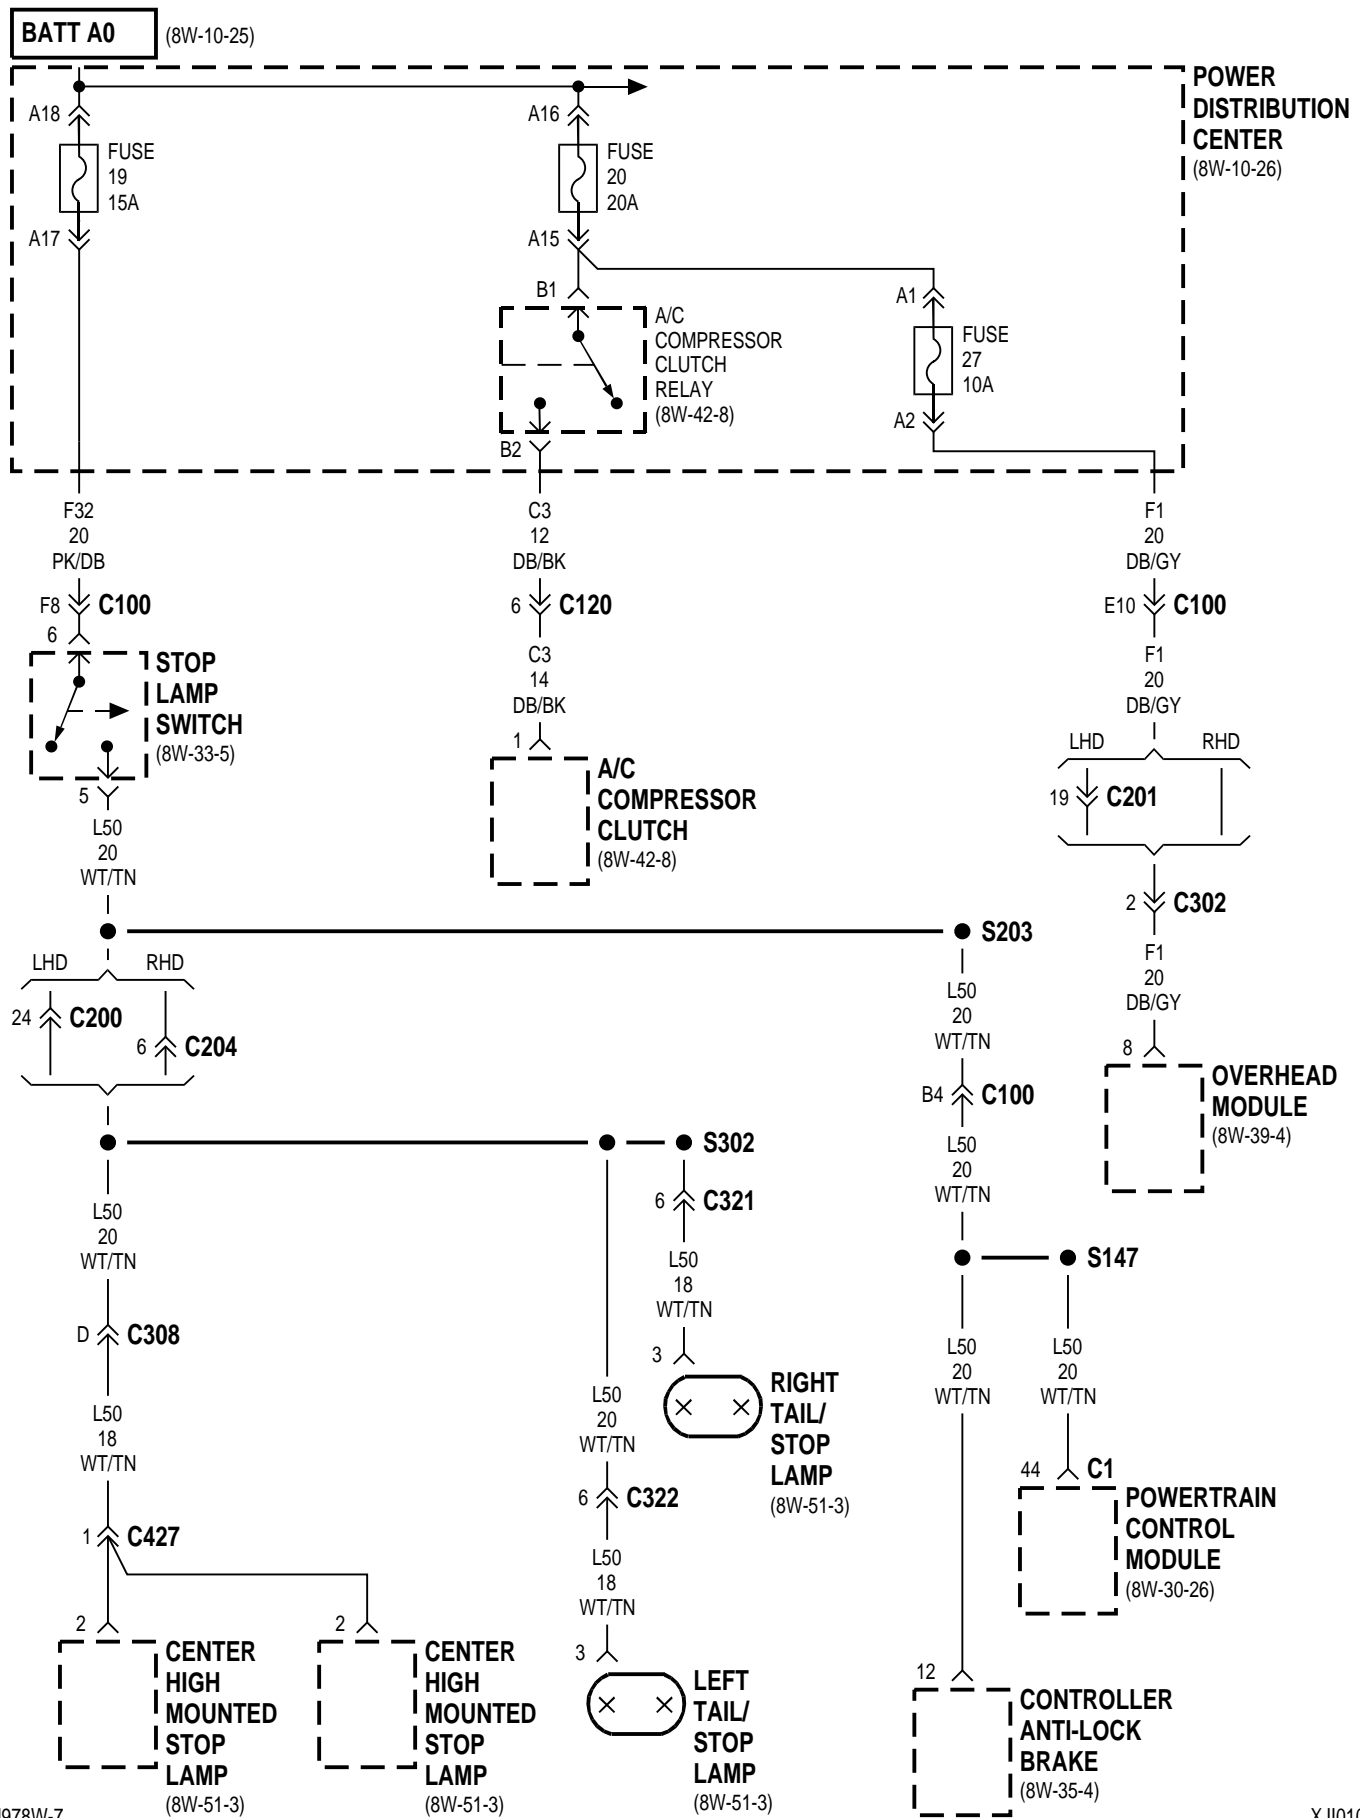 BATT A0 (8W-10-25)
POWER
DISTRIBUTION
CENTER
(8W-10-26)
A18
FUSE
19
15A
A17
A16
FUSE
20
20A
A15
B1
A/C
COMPRESSOR
CLUTCH
RELAY
(8W-42-8)
B2
A1
FUSE
27
10A
A2
F32
20
PK/DB
F8 C100
6
STOP
LAMP
SWITCH
(8W-33-5)
5
L50
20
WT/TN
C3
12
DB/BK
6 C120
C3
14
DB/BK
1
A/C
COMPRESSOR
CLUTCH
(8W-42-8)
F1
20
DB/GY
E10 C100
F1
20
DB/GY
LHD RHD
19 C201
2 C302
F1
20
DB/GY
8
OVERHEAD
MODULE
(8W-39-4)
S203
LHD RHD
24 C200
6 C204
L50
20
WT/TN
B4 C100
L50
20
WT/TN
S302
S147
L50
20
WT/TN
D C308
L50
18
WT/TN
1 C427
2
CENTER
HIGH
MOUNTED
STOP
LAMP
(8W-51-3)
2
CENTER
HIGH
MOUNTED
STOP
LAMP
(8W-51-3)
6 C321
L50
18
WT/TN
3
RIGHT
TAIL/
STOP
LAMP
(8W-51-3)
L50
20
WT/TN
6 C322
L50
18
WT/TN
3
LEFT
TAIL/
STOP
LAMP
(8W-51-3)
L50
20
WT/TN
12
CONTROLLER
ANTI-LOCK
BRAKE
(8W-35-4)
L50
20
WT/TN
44 C1
POWERTRAIN
CONTROL
MODULE
(8W-30-26)